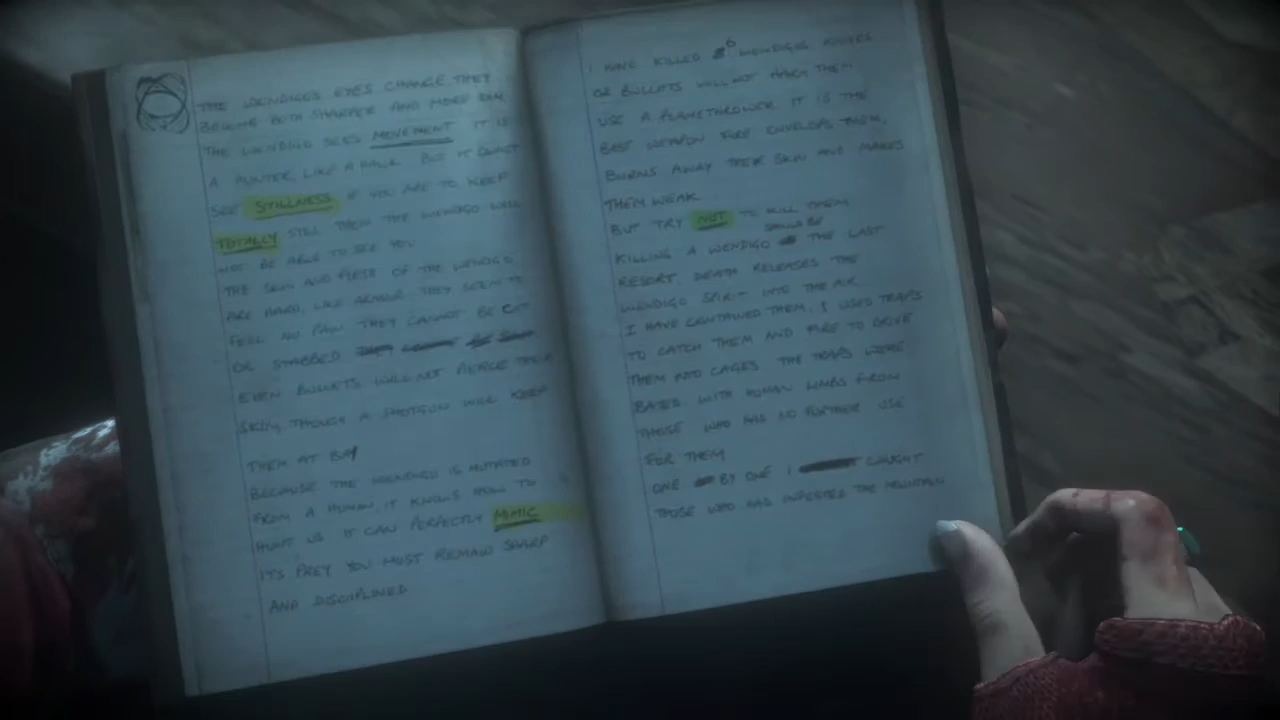 THE WENDIGO'S EYES CHANGE. THEY
BECOME BOTH SHARPER AND MORE DIM
THE WENDIGO SEES MOVEMENT IT IS
A HUNTER, LIKE A HAWK BUT IT DOESN'T
SEE STILLNESS IF YOU ARE TO KEEP
TOTALLY STILL THEN THE WENDIGO WILL
NOT BE ABLE TO SEE YOU
THE SKIN AND FLESH OF THE WENDIGO
ARE HARD, LIKE ARMOUR. THEY SEEM TO
FEEL NO PAIN THEY CANNOT BE CUT
OR STABBED
EVEN BULLETS WILL NOT PIERCE THEIR
SKIN, THOUGH A SHOTGUN WILL KEEP
THEM AT BAY
BECAUSE THE WENDIGO IS MUTATED
FROM A HUMAN, IT KNOWS HOW TO
HUNT US IT CAN PERFECTLY MIMIC
ITS PREY YOU MUST REMAIN SHARP
AND DISCIPLINED
I HAVE KILLED 6 WENDIGOS KNIVES
OR BULLETS WILL NOT HARM THEM
USE A FLAMETHROWER IT IS THE
BEST WEAPON FIRE ENVELOPS THEM,
BURNS AWAY THEIR SKIN AND MAKES
THEM WEAK
BUT TRY NOT TO KILL THEM
KILLING A WENDIGO SHOULD BE THE LAST
RESORT. DEATH RELEASES THE
WENDIGO SPIRIT INTO THE AIR
I HAVE CONTAINED THEM, I USED TRAPS
TO CATCH THEM AND FIRE TO DRIVE
THEM INTO CAGES THE TRAPS WERE
BAITED WITH HUMAN LIMBS FROM
THOSE WHO HAD NO FURTHER USE
FOR THEM
ONE BY ONE I CAUGHT
THOSE WHO HAD INFESTED THE MOUNTAIN